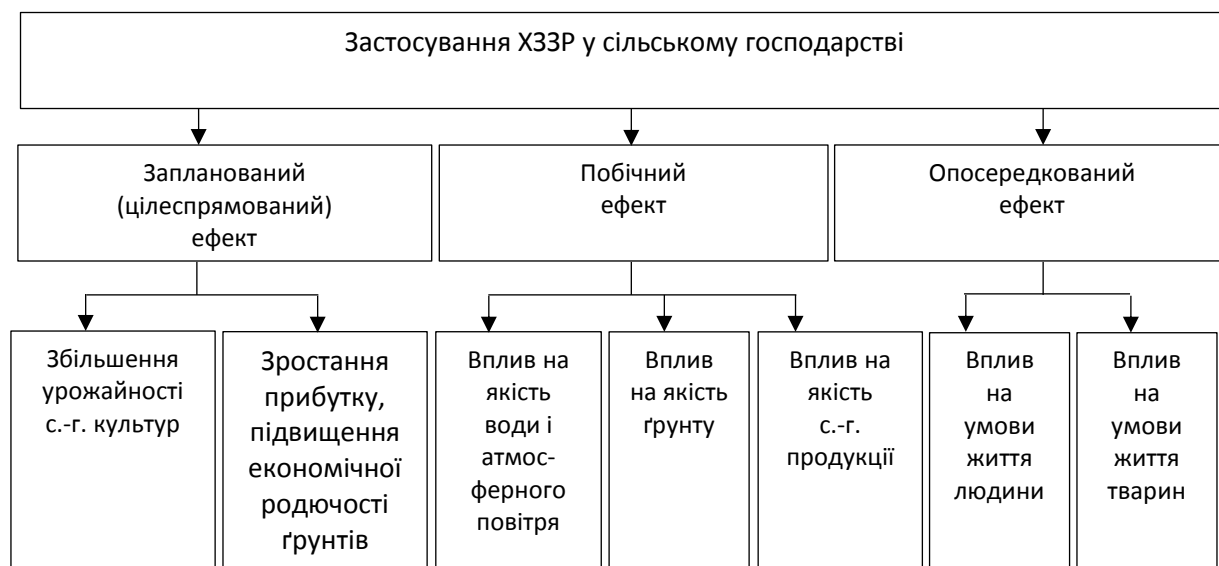 Застосування ХЗЗР у сільському господарстві
Запланований
(цілеспрямований)
ефект
Побічний
ефект
Опосередкований
ефект
Збільшення
урожайності
с.-г. культур
Зростання
прибутку,
підвищення
економічної
родючості
ґрунтів
Вплив на
якість
води і
атмос-
ферного
повітря
Вплив
на якість
ґрунту
Вплив на
якість
с.-г.
продукції
Вплив
на
умови
життя
людини
Вплив
на
умови
життя
тварин